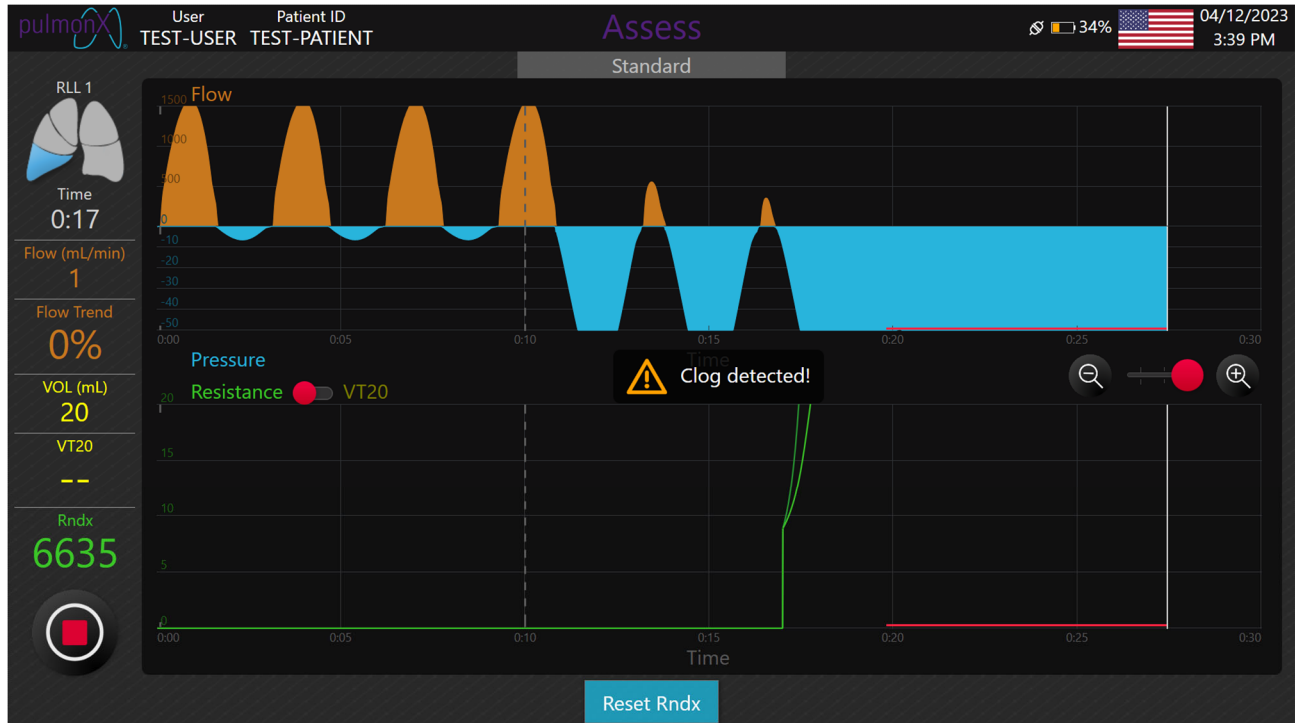 pulmonX
User
TEST-USER
Patient ID
TEST-PATIENT
Assess
34%
04/12/2023
3:39 PM
Standard
RLL 1
Time
0:17
Flow (mL/min)
1
Flow Trend
0%
VOL (mL)
20
VT20
--
Rndx
6635
Flow
1500
1000
500
0
-10
-20
-30
-40
-50
0:00
0:05
0:10
0:15
0:20
0:25
0:30
Time
Pressure
Clog detected!
Resistance
VT20
20
15
10
5
0
0:00
0:05
0:10
0:15
0:20
0:25
0:30
Time
Reset Rndx